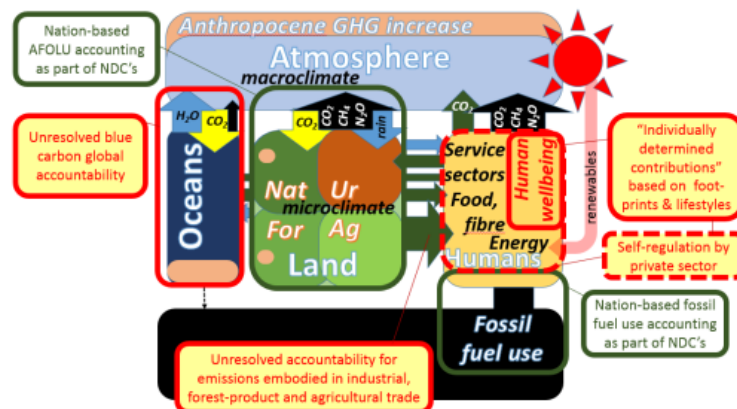 Anthropocene GHG increase
Atmosphere
macroclimate
Nation-based
AFOLU accounting
as part of NDC's
H₂O
CO₂
CO₂
CO₂
CH₄
N₂O
rain
CO₂
CO₂
CH₄
N₂O
Unresolved blue
carbon global
accountability
Oceans
Nat Ur
microclimate
For Ag
Land
Service
sectors
Food,
fibre
Energy
Humans
Human
wellbeing
renewables
"Individually
determined
contributions"
based on foot-
prints & lifestyles
Self-regulation by
private sector
Nation-based fossil
fuel use accounting
as part of NDC's
Fossil
fuel use
Unresolved accountability for
emissions embodied in industrial,
forest-product and agricultural trade